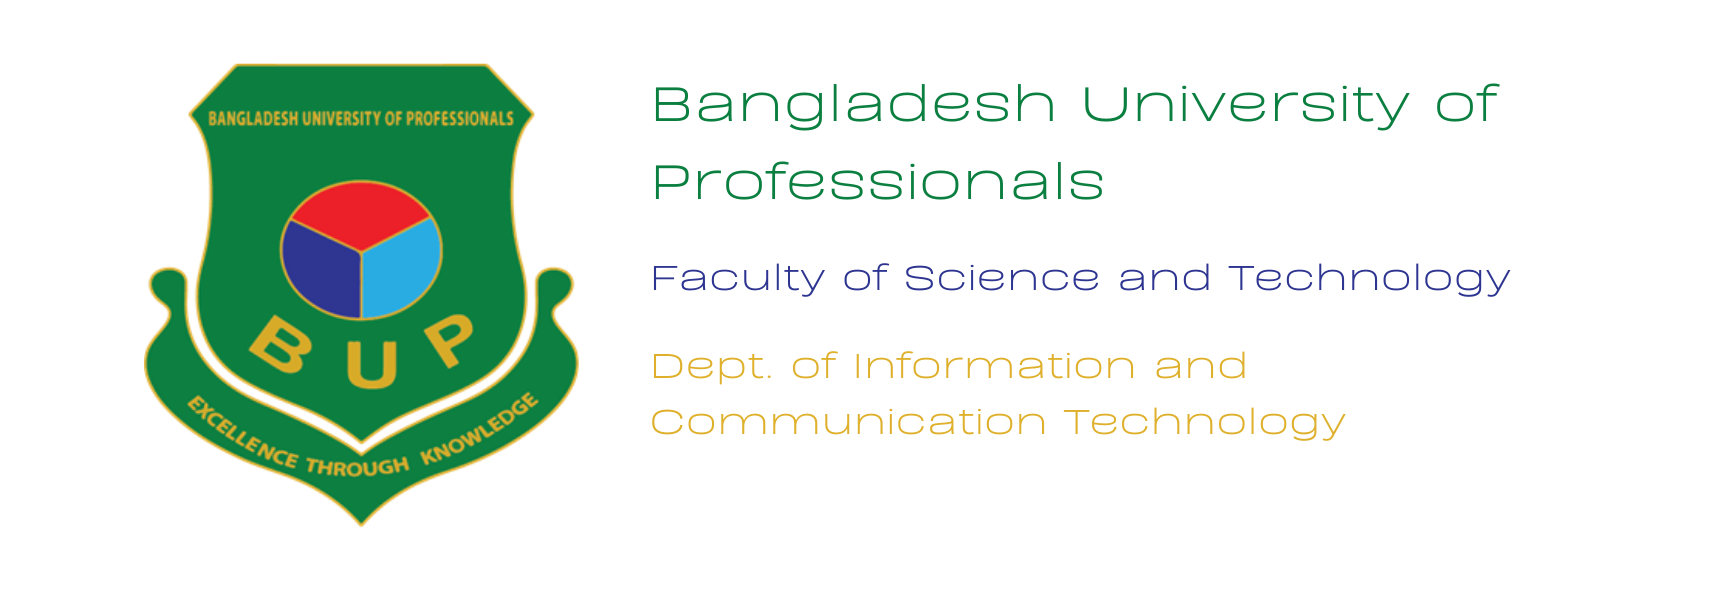 BANGLADESH UNIVERSITY OF PROFESSIONALS
B U P
EXCELLENCE THROUGH KNOWLEDGE
Bangladesh University of
Professionals
Faculty of Science and Technology
Dept. of Information and
Communication Technology